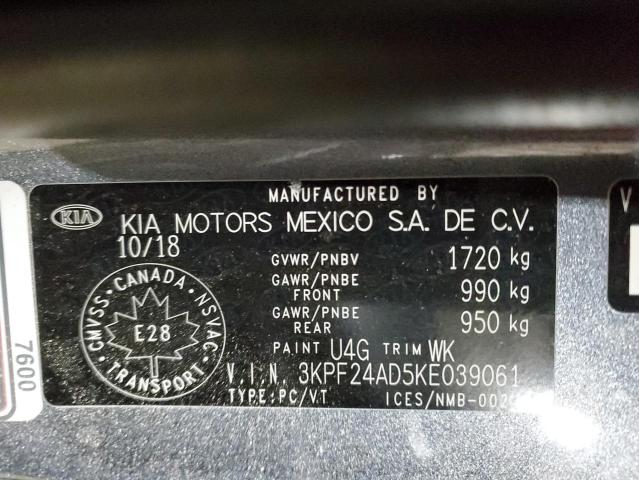 MANUFACTURED BY
KIA KIA MOTORS MEXICO S.A. DE C.V.
10/18
GVWR/PNBV 1720 kg
GAWR/PNBE FRONT 990 kg
GAWR/PNBE REAR 950 kg
PAINT U4G TRIM WK
V.I.N. 3KPF24AD5KE039061
TYPE:PC/VT ICES/NMB-002
CANADA
CMVSS NSVAC
E28
TRANSPORT
7600
V